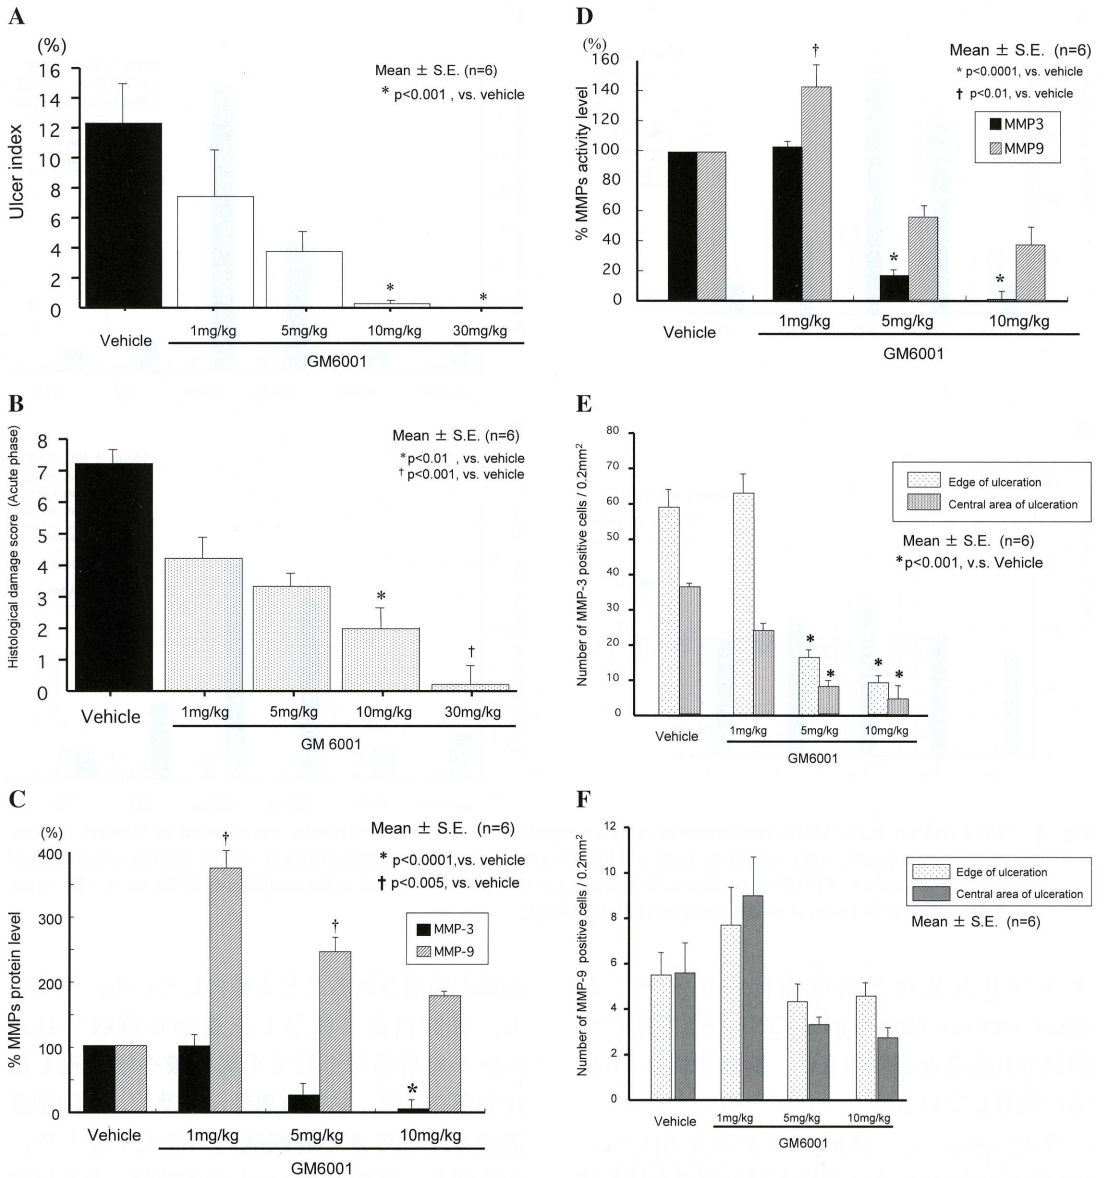 A
(%)
Mean ± S.E. (n=6)
* p<0.001 , vs. vehicle
Ulcer index
16
14
12
10
8
6
4
2
0
*
*
Vehicle
1mg/kg
5mg/kg
10mg/kg
30mg/kg
GM6001
B
Mean ± S.E. (n=6)
*p<0.01 , vs. vehicle
† p<0.001, vs. vehicle
Histological damage score (Acute phase)
8
7
6
5
4
3
2
1
0
*
†
Vehicle
1mg/kg
5mg/kg
10mg/kg
30mg/kg
GM 6001
C
(%)
Mean ± S.E. (n=6)
* p<0.0001,vs. vehicle
† p<0.005, vs. vehicle
MMP-3
MMP-9
% MMPs protein level
400
300
200
100
0
†
†
*
Vehicle
1mg/kg
5mg/kg
10mg/kg
GM6001
D
(%)
Mean ± S.E. (n=6)
* p<0.0001, vs. vehicle
† p<0.01, vs. vehicle
MMP3
MMP9
% MMPs activity level
160
140
120
100
80
60
40
20
0
†
*
*
Vehicle
1mg/kg
5mg/kg
10mg/kg
GM6001
E
Edge of ulceration
Central area of ulceration
Mean ± S.E. (n=6)
*p<0.001, v.s. Vehicle
Number of MMP-3 positive cells / 0.2mm²
80
70
60
50
40
30
20
10
0
*
*
*
*
Vehicle
1mg/kg
5mg/kg
10mg/kg
GM6001
F
Edge of ulceration
Central area of ulceration
Mean ± S.E. (n=6)
Number of MMP-9 positive cells / 0.2mm²
12
10
8
6
4
2
0
Vehicle
1mg/kg
5mg/kg
10mg/kg
GM6001